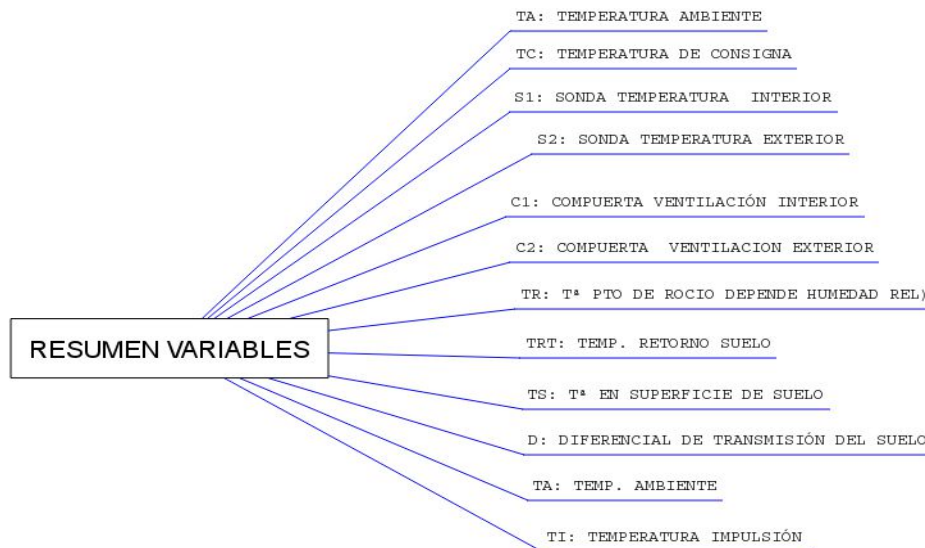 TA: TEMPERATURA AMBIENTE
TC: TEMPERATURA DE CONSIGNA
S1: SONDA TEMPERATURA INTERIOR
S2: SONDA TEMPERATURA EXTERIOR
C1: COMPUERTA VENTILACIÓN INTERIOR
C2: COMPUERTA VENTILACION EXTERIOR
TR: Tª PTO DE ROCIO DEPENDE HUMEDAD REL)
RESUMEN VARIABLES
TRT: TEMP. RETORNO SUELO
TS: Tª EN SUPERFICIE DE SUELO
D: DIFERENCIAL DE TRANSMISIÓN DEL SUELO
TA: TEMP. AMBIENTE
TI: TEMPERATURA IMPULSIÓN